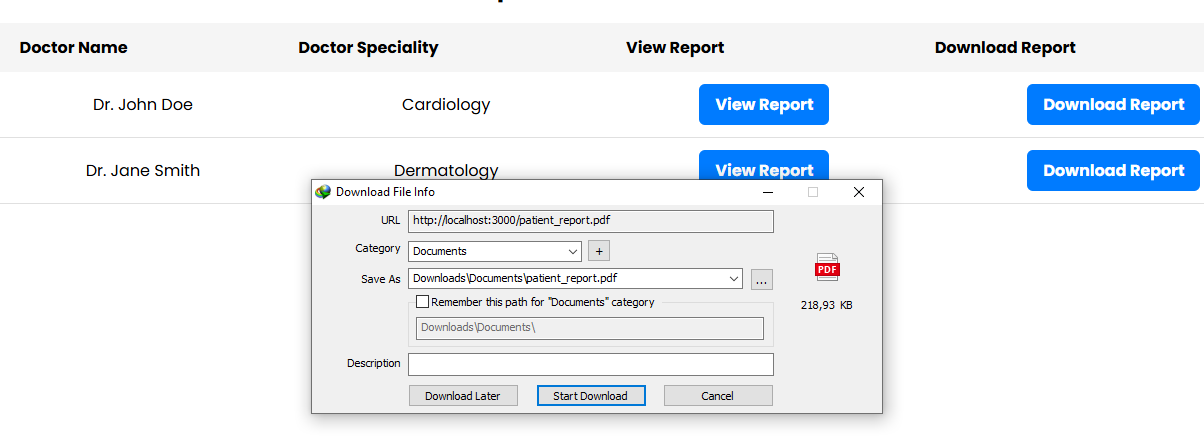 Doctor Name Doctor Speciality View Report Download Report
Dr. John Doe Cardiology View Report Download Report
Dr. Jane Smith Dermatology View Report Download Report
Download File Info
URL http://localhost:3000/patient_report.pdf
Category Documents +
Save As Downloads\Documents\patient_report.pdf ...
PDF
Remember this path for "Documents" category
218,93 KB
Downloads\Documents\
Description
Download Later Start Download Cancel